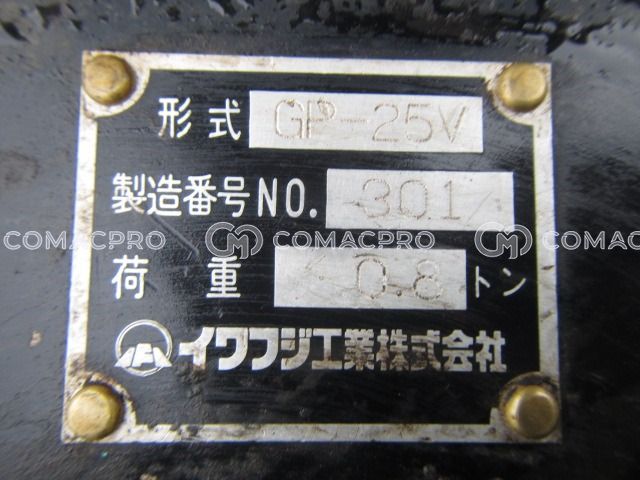 形式 GP-25V
製造番号NO. 301
荷重 0.8トン
イワフジ工業株式会社
COMACPRO COMACPRO COMACPRO